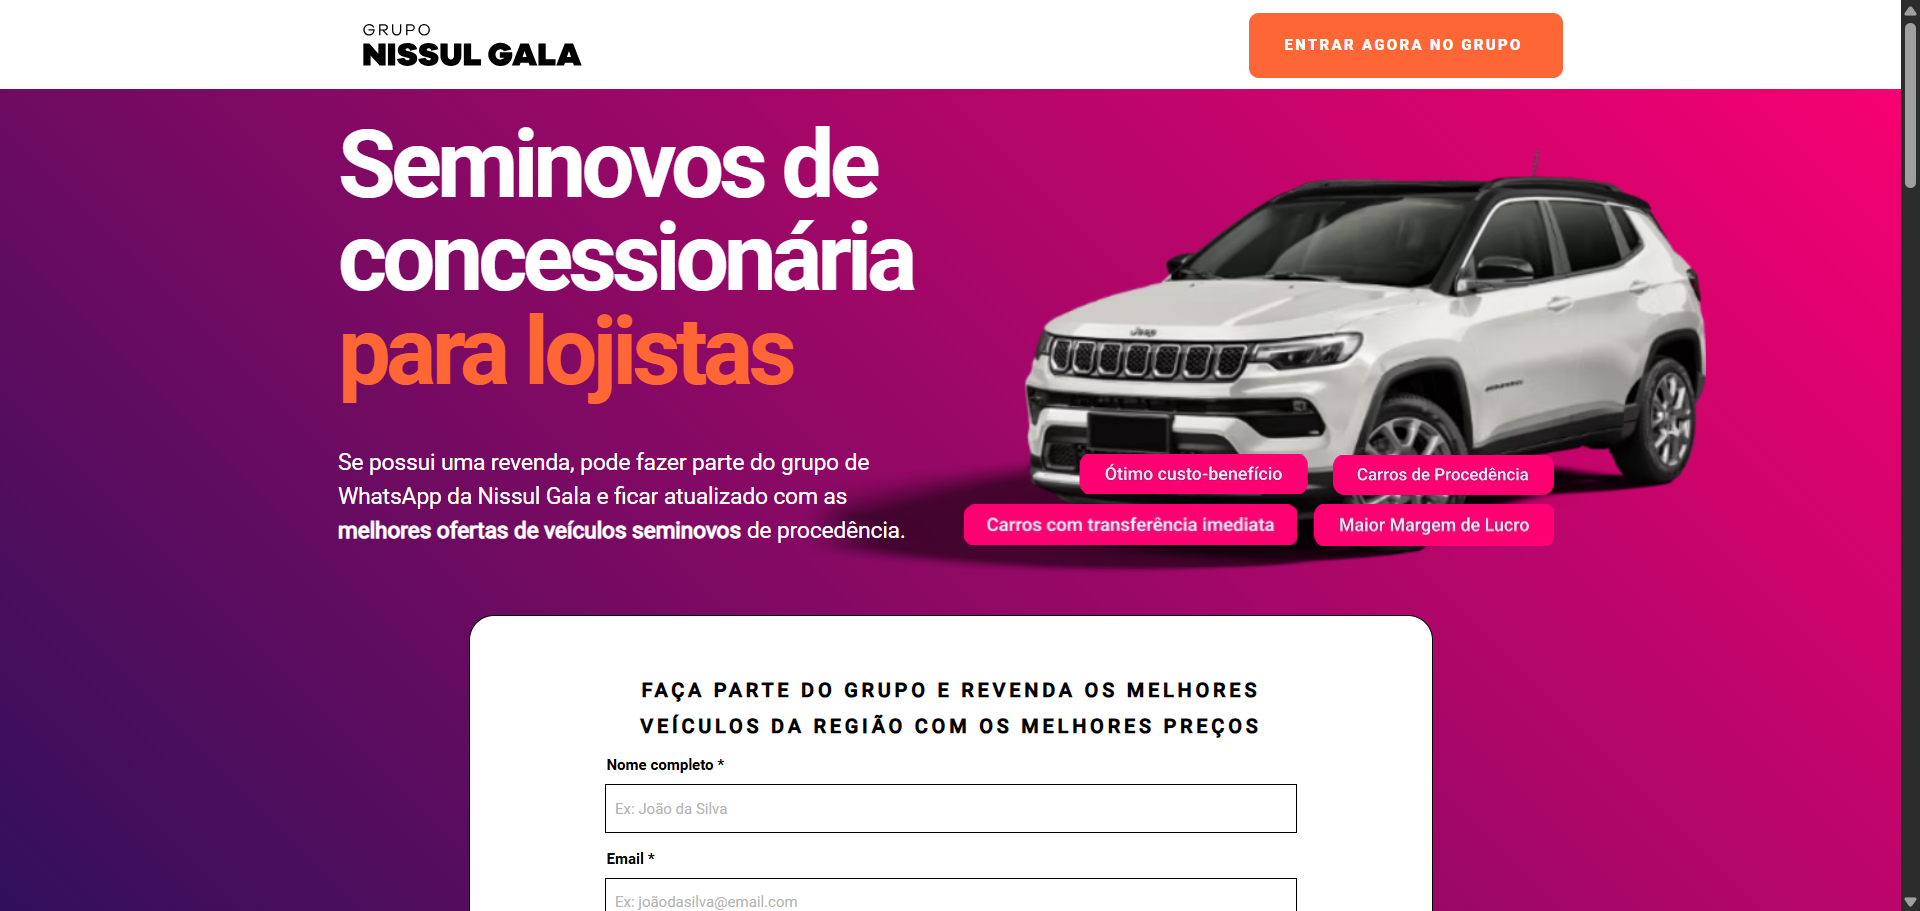 GRUPO
NISSUL GALA
ENTRAR AGORA NO GRUPO
Seminovos de
concessionária
para lojistas
Se possui uma revenda, pode fazer parte do grupo de
WhatsApp da Nissul Gala e ficar atualizado com as
melhores ofertas de veículos seminovos de procedência.
Jeep
Ótimo custo-benefício
Carros de Procedência
Carros com transferência imediata
Maior Margem de Lucro
FAÇA PARTE DO GRUPO E REVENDA OS MELHORES
VEÍCULOS DA REGIÃO COM OS MELHORES PREÇOS
Nome completo *
Ex: João da Silva
Email *
Ex: joãodasilva@email.com